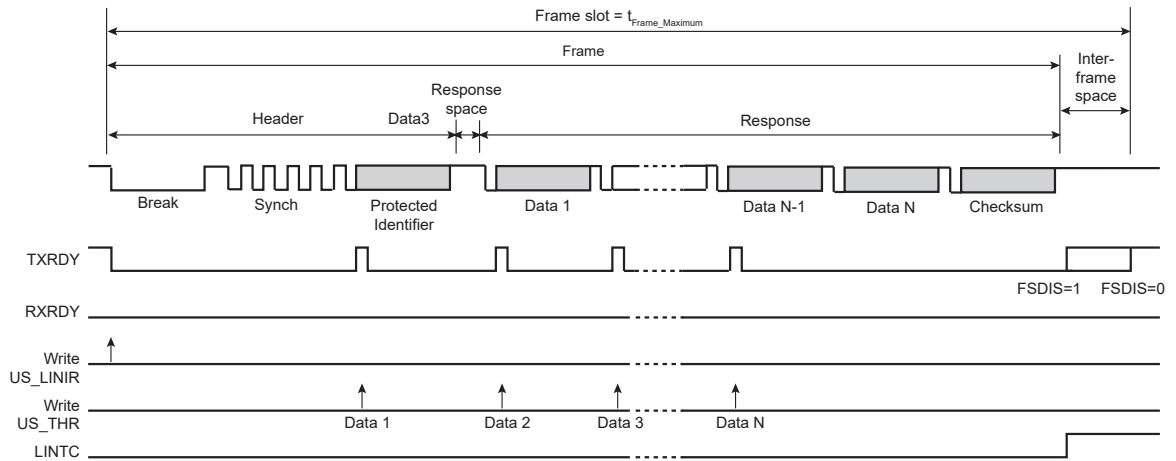 Frame slot = tFrame_Maximum
Frame
Inter-
frame
space
Response
space
Header
Data3
Response
Break
Synch
Protected
Identifier
Data 1
Data N-1
Data N
Checksum
TXRDY
FSDIS=1
FSDIS=0
RXRDY
Write
US_LINIR
Write
US_THR
Data 1
Data 2
Data 3
Data N
LINTC